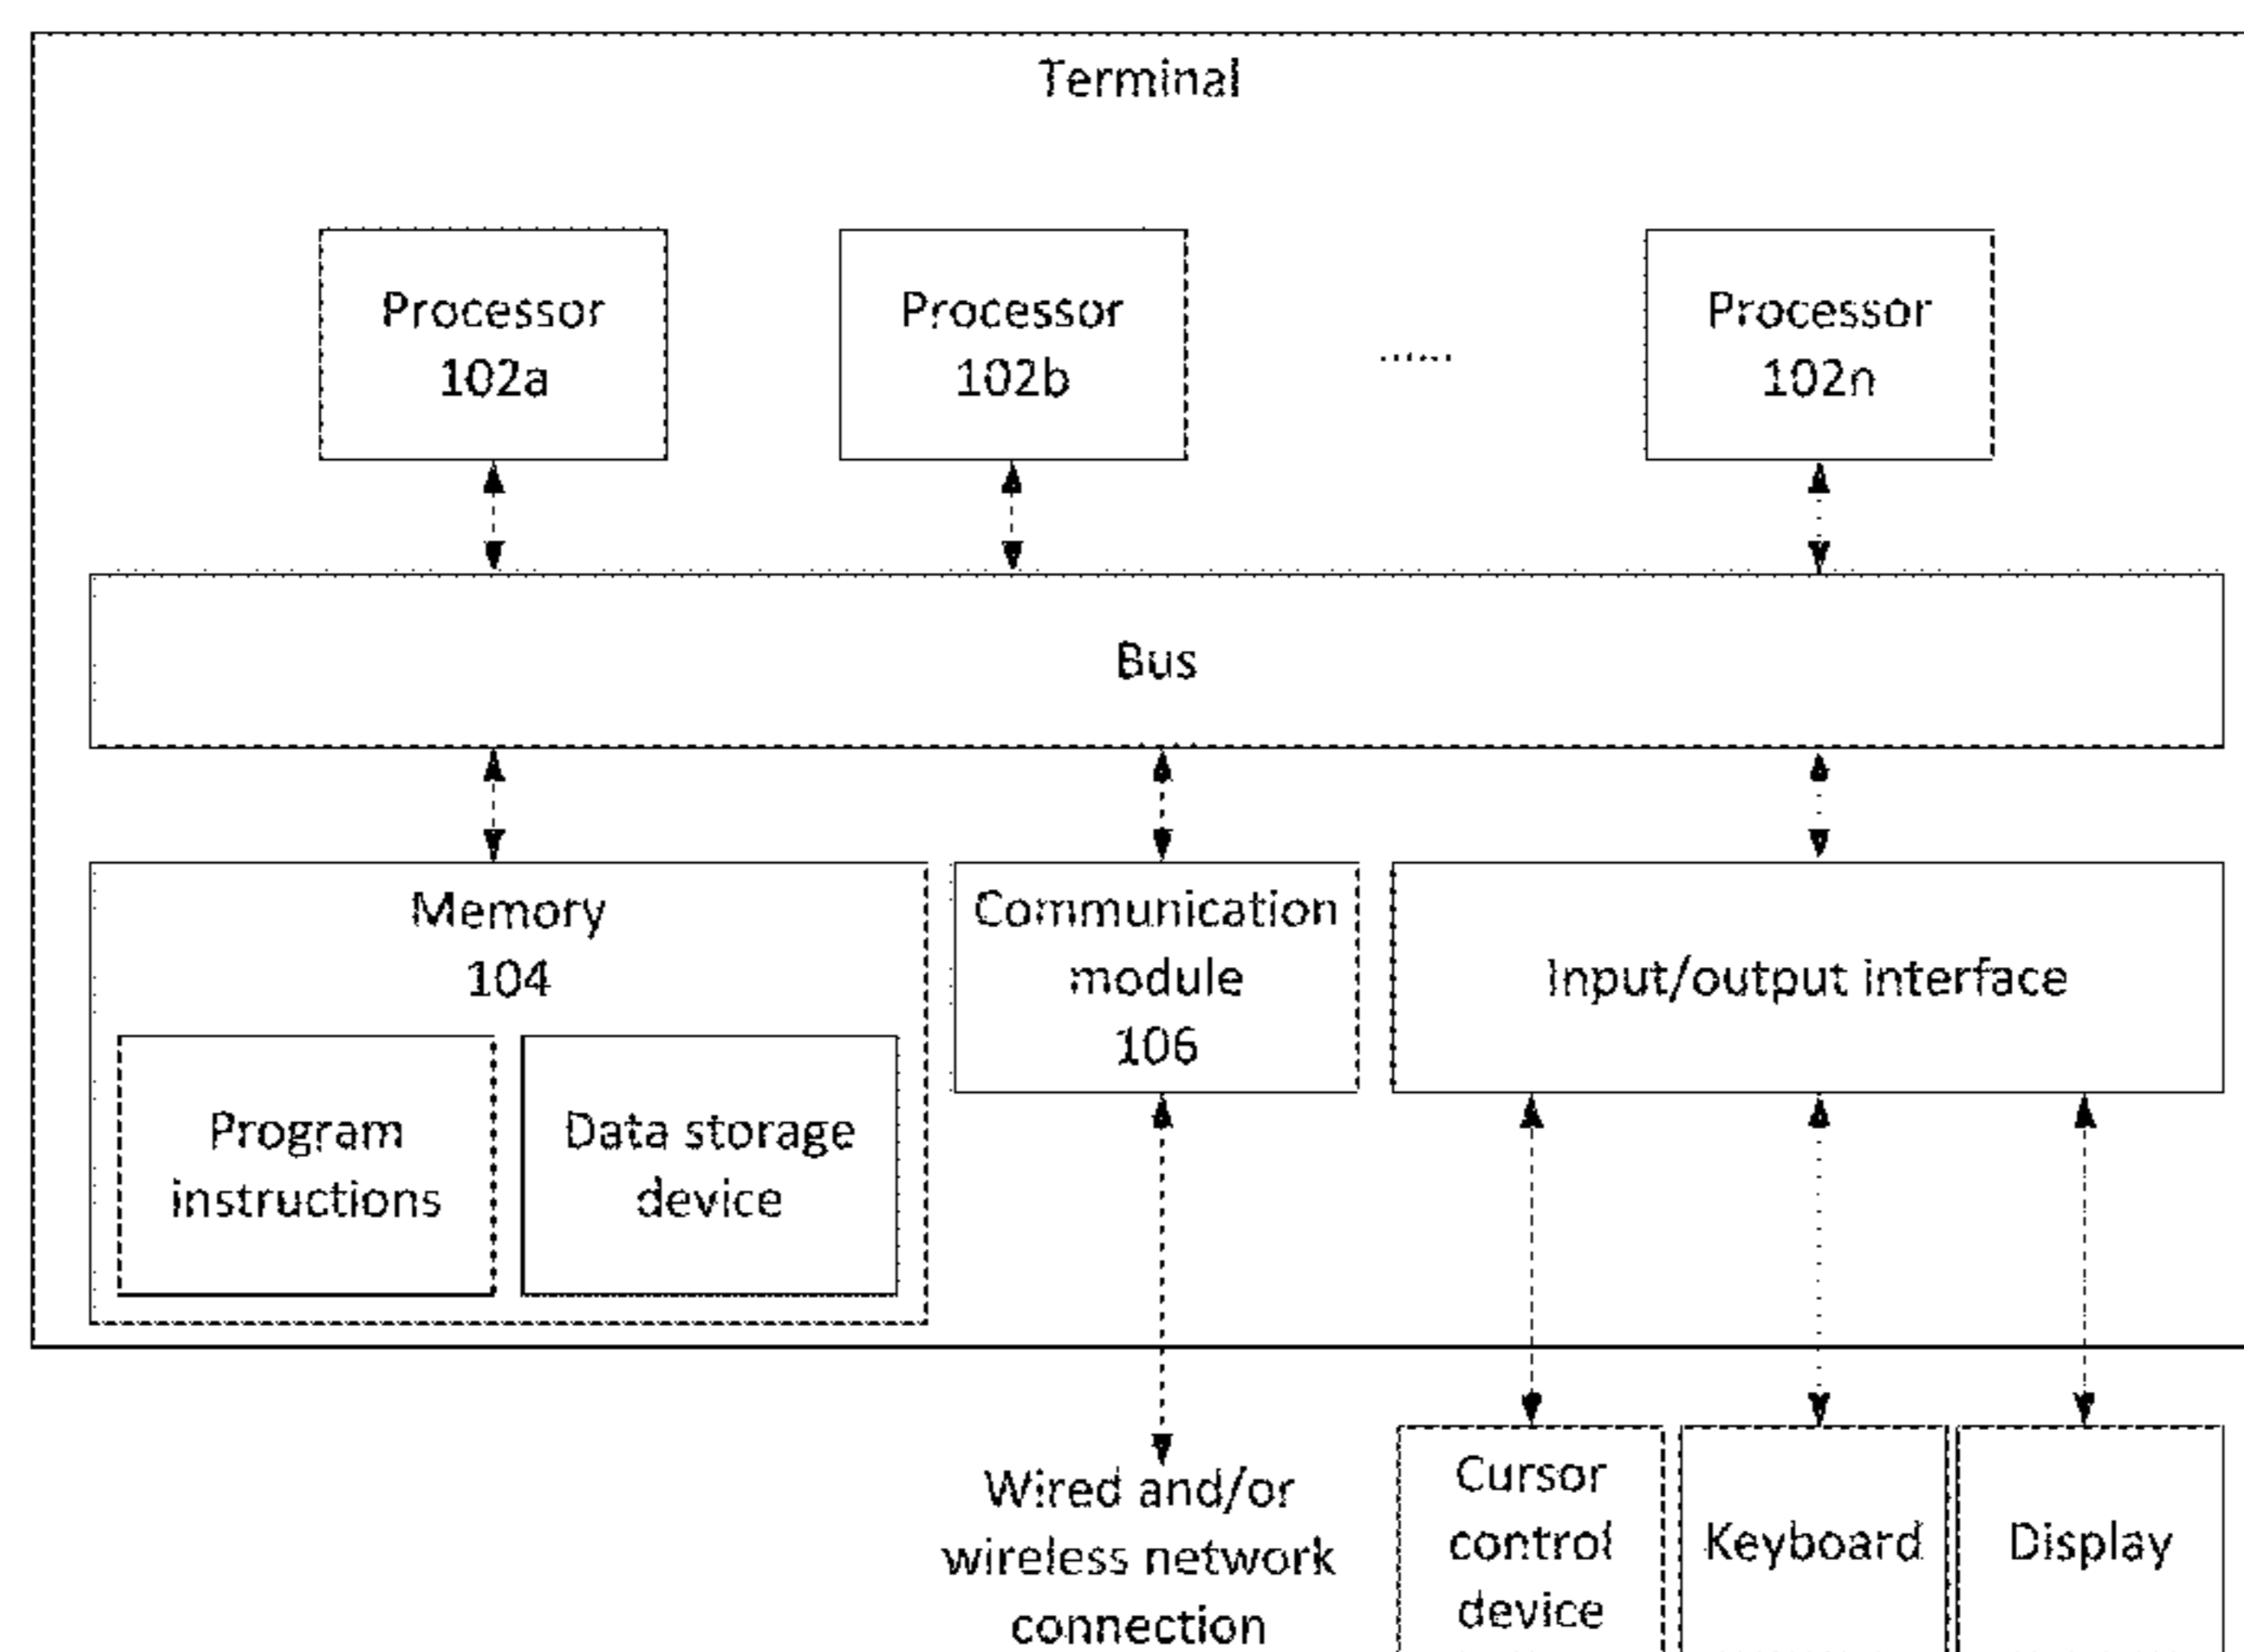 Terminal
Processor
102a
Processor
102b
......
Processor
102n
Bus
Memory
104
Program
instructions
Data storage
device
Communication
module
106
Input/output interface
Wired and/or
wireless network
connection
Cursor
control
device
Keyboard
Display